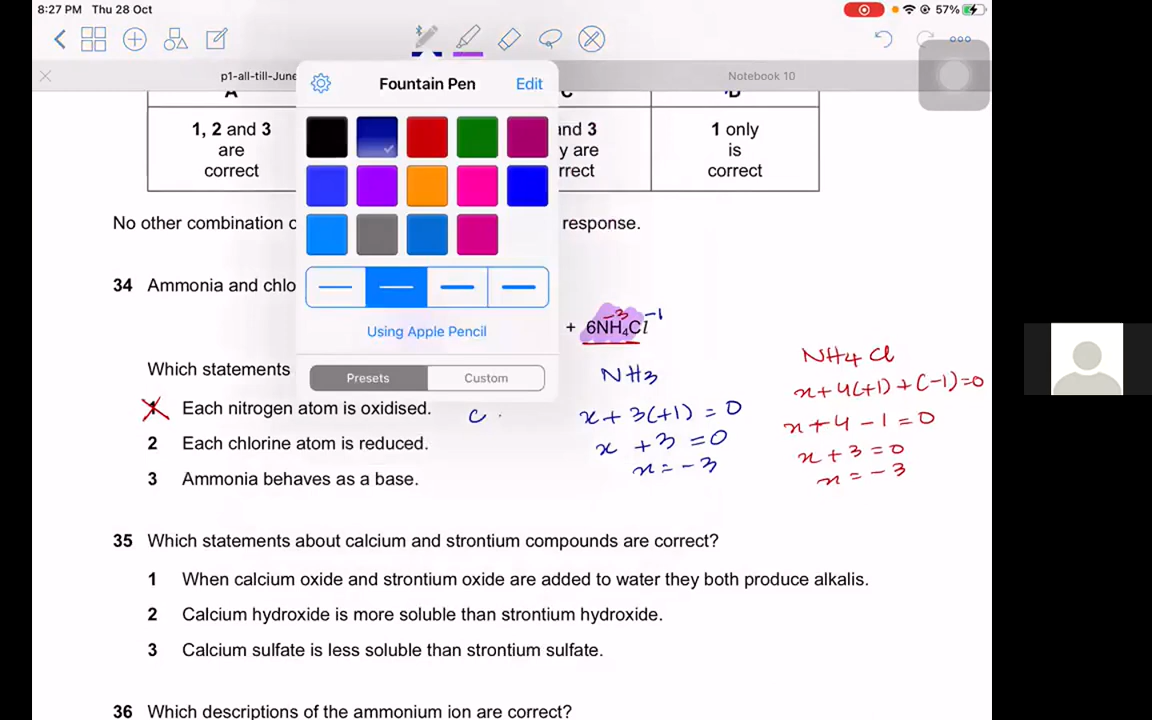 8:27 PM Thu 28 Oct
57%
p1-all-till-June
Notebook 10
Fountain Pen
Edit
A
C
D
1, 2 and 3
are
correct
and 3
y are
rrect
1 only
is
correct
No other combination o
response.
34 Ammonia and chlo
+ 6NH₄Cl
-3
-1
Using Apple Pencil
Presets
Custom
Which statements
NH3
NH4 Cl
x+4(+1)+(-1)=0
1 Each nitrogen atom is oxidised.
C
x+3(+1)=0
x+4-1=0
2 Each chlorine atom is reduced.
x+3=0
x+3=0
x=-3
x=-3
3 Ammonia behaves as a base.
35 Which statements about calcium and strontium compounds are correct?
1 When calcium oxide and strontium oxide are added to water they both produce alkalis.
2 Calcium hydroxide is more soluble than strontium hydroxide.
3 Calcium sulfate is less soluble than strontium sulfate.
36 Which descriptions of the ammonium ion are correct?